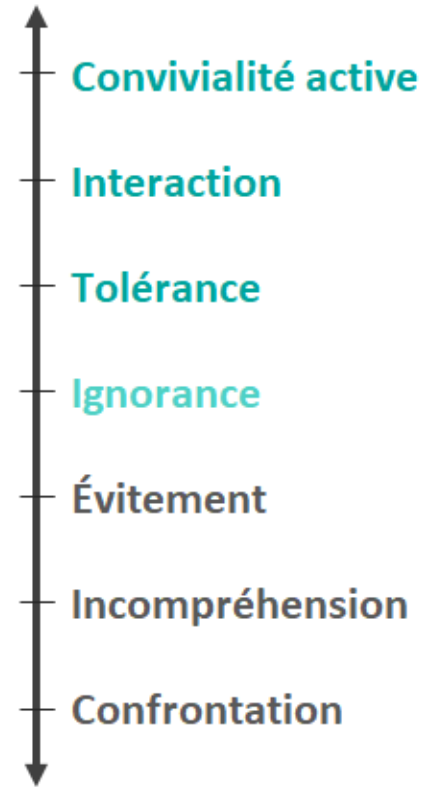 Convivialité active
Interaction
Tolérance
Ignorance
Évitement
Incompréhension
Confrontation